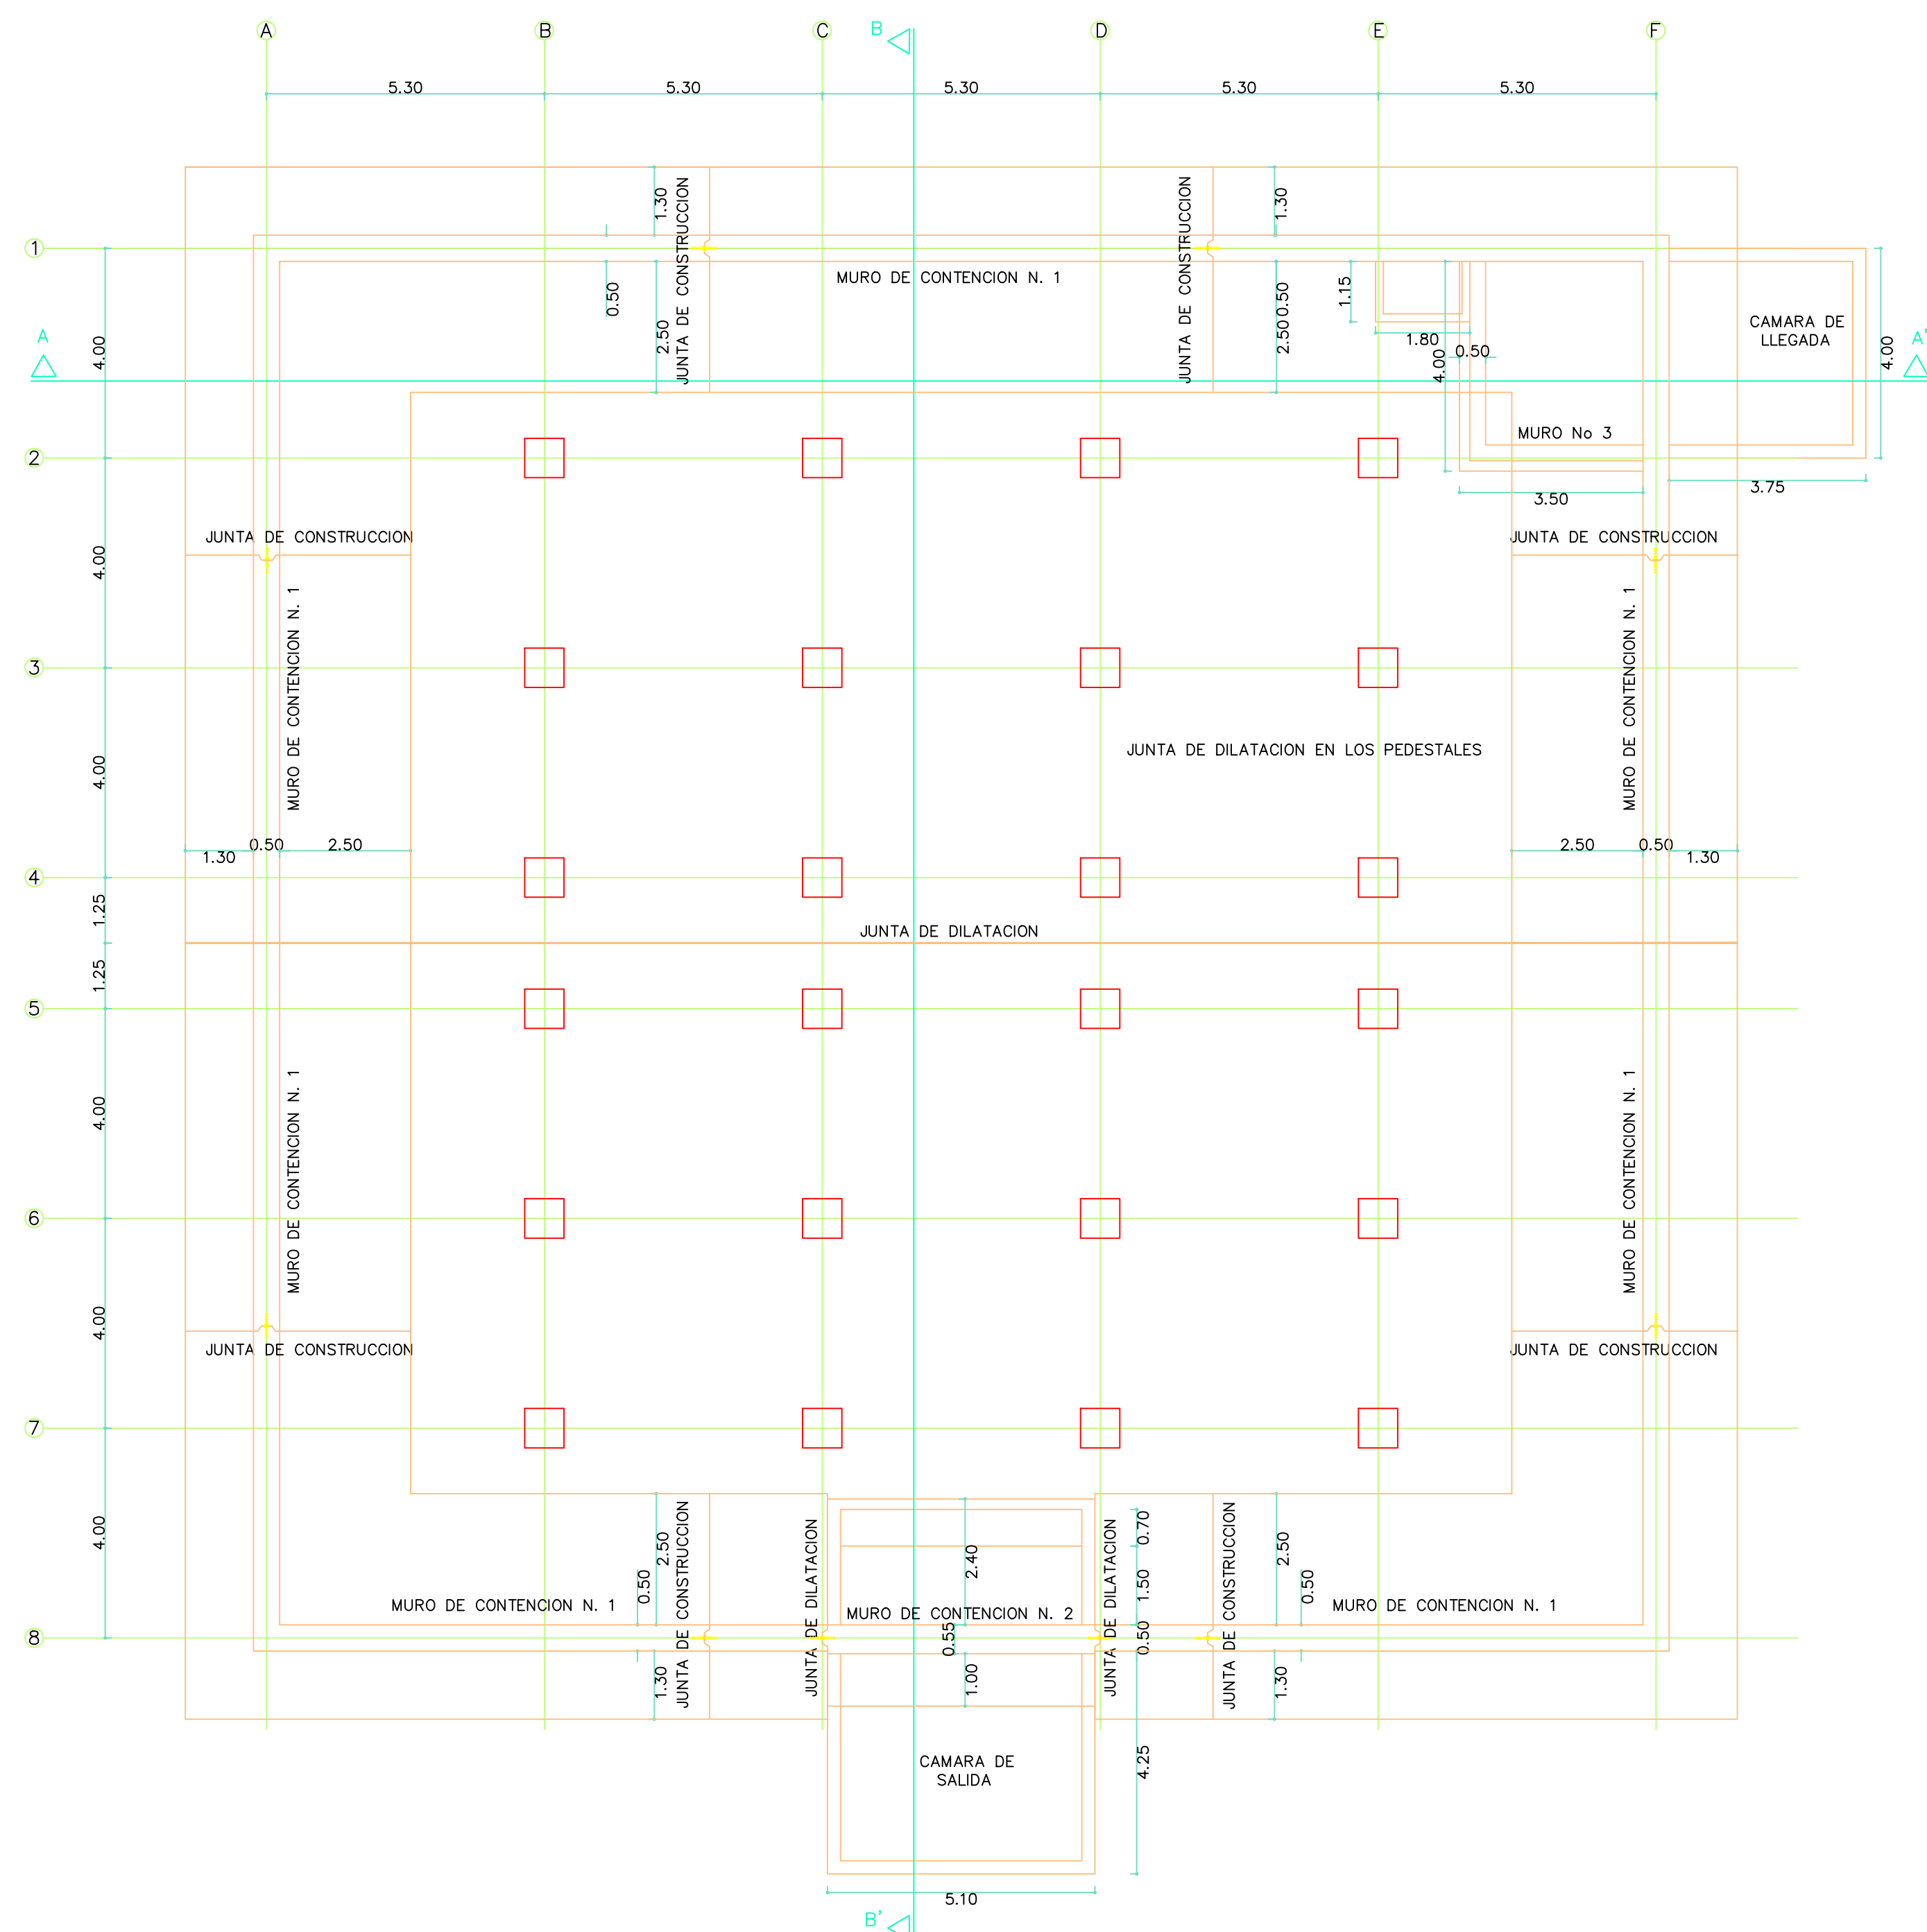 A B C D E F
B
5.30 5.30 5.30 5.30 5.30
1.30 JUNTA DE CONSTRUCCION JUNTA DE CONSTRUCCION 1.30
1
MURO DE CONTENCION N. 1
0.50 2.50 2.50 0.50 1.15
CAMARA DE
LLEGADA
A 4.00 1.80 0.50 4.00 4.00 A'
MURO No 3
2
3.50 3.75
JUNTA DE CONSTRUCCION JUNTA DE CONSTRUCCION
4.00
MURO DE CONTENCION N. 1 MURO DE CONTENCION N. 1
3
JUNTA DE DILATACION EN LOS PEDESTALES
4.00
1.30 0.50 2.50 2.50 0.50 1.30
4
1.25
JUNTA DE DILATACION
1.25
5
4.00
MURO DE CONTENCION N. 1 MURO DE CONTENCION N. 1
6
4.00
JUNTA DE CONSTRUCCION JUNTA DE CONSTRUCCION
7
4.00
2.50 JUNTA DE CONSTRUCCION JUNTA DE DILATACION 2.40 JUNTA DE DILATACION 0.70 JUNTA DE CONSTRUCCION 2.50
0.50 1.50 0.50
MURO DE CONTENCION N. 1 MURO DE CONTENCION N. 2 MURO DE CONTENCION N. 1
8
0.55 0.50
1.30 1.00 1.30
CAMARA DE
SALIDA
4.25
5.10
B'